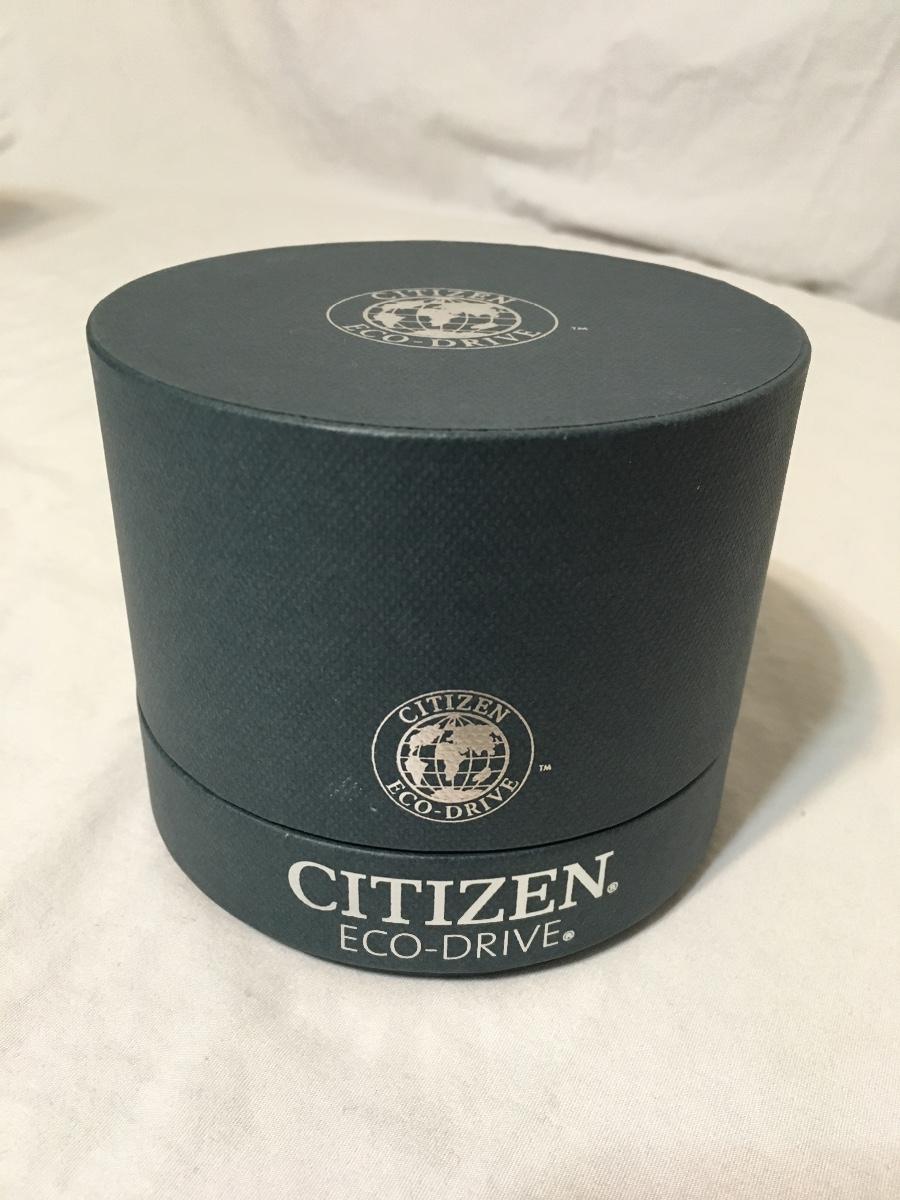 CITIZEN
ECO-DRIVE
™
CITIZEN
ECO-DRIVE
™
CITIZEN®
ECO-DRIVE®